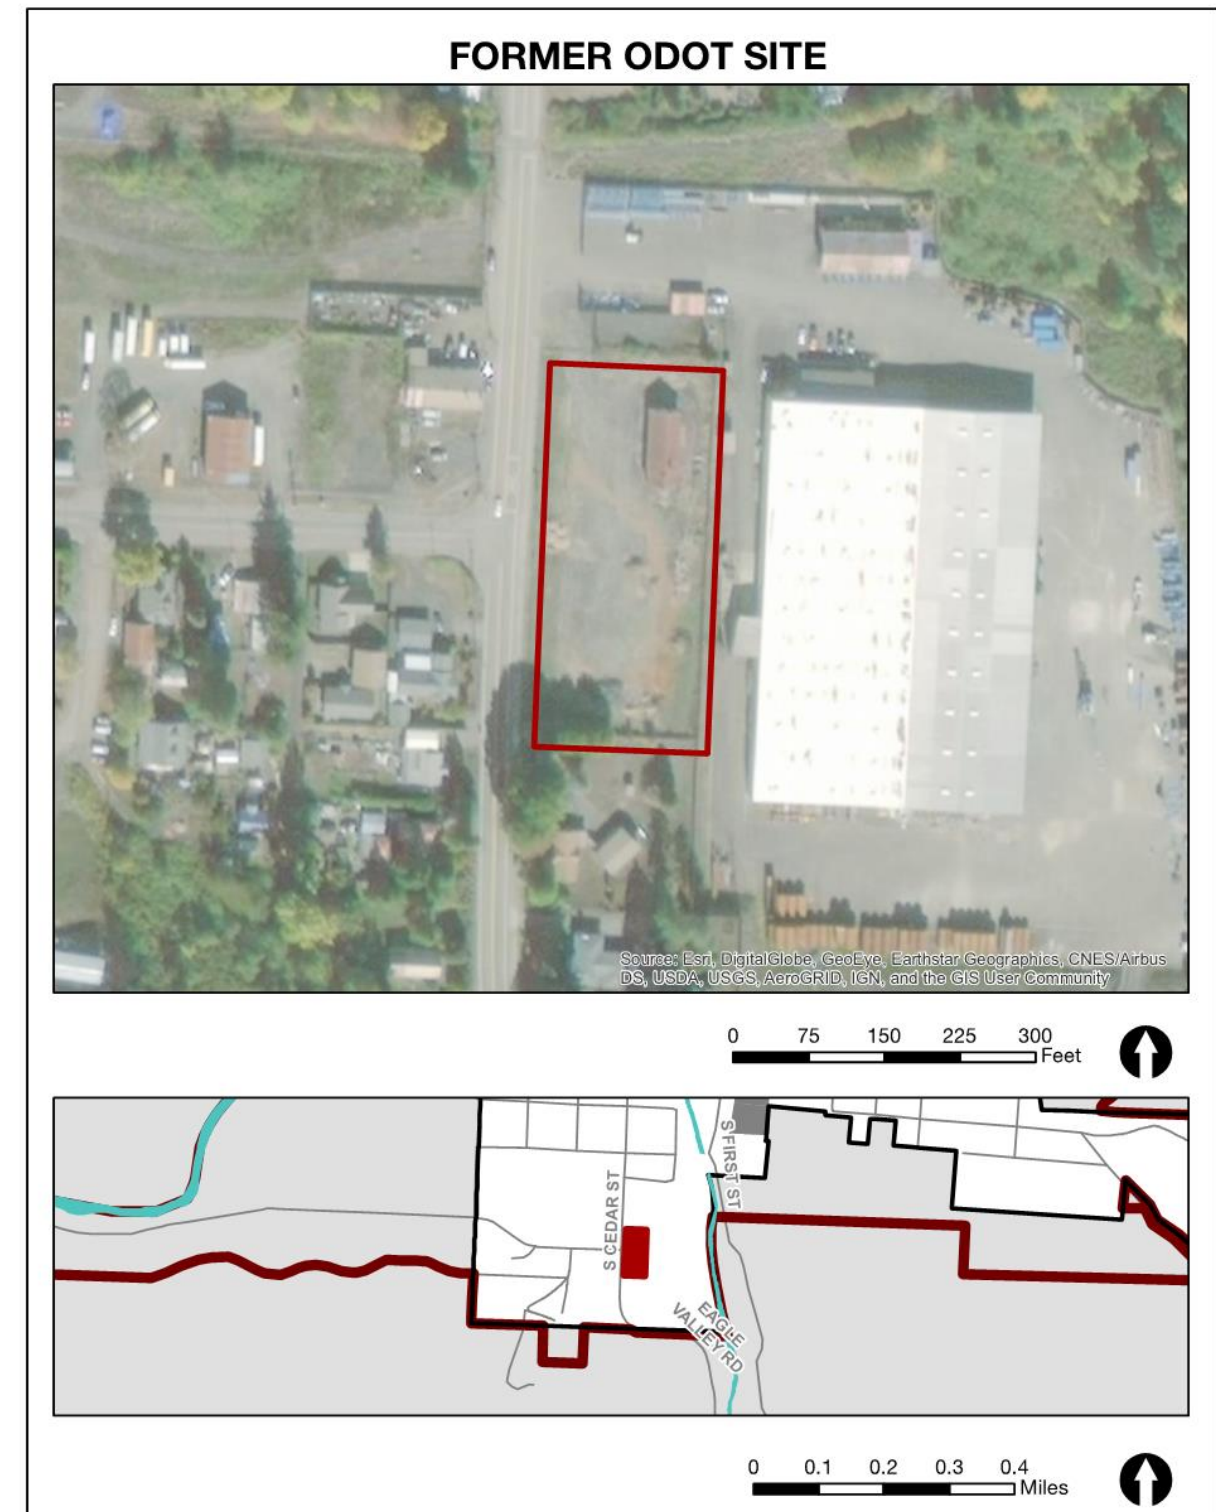 FORMER ODOT SITE
Source: Esri, DigitalGlobe, GeoEye, Earthstar Geographics, CNES/Airbus
DS, USDA, USGS, AeroGRID, IGN, and the GIS User Community
0 75 150 225 300
Feet
S FIRST ST
S CEDAR ST
EAGLE
VALLEY RD
0 0.1 0.2 0.3 0.4
Miles